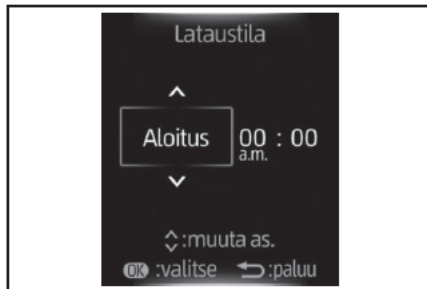 Lataustila
Aloitus 00 : 00
a.m.
:muuta as.
OK :valitse :paluu